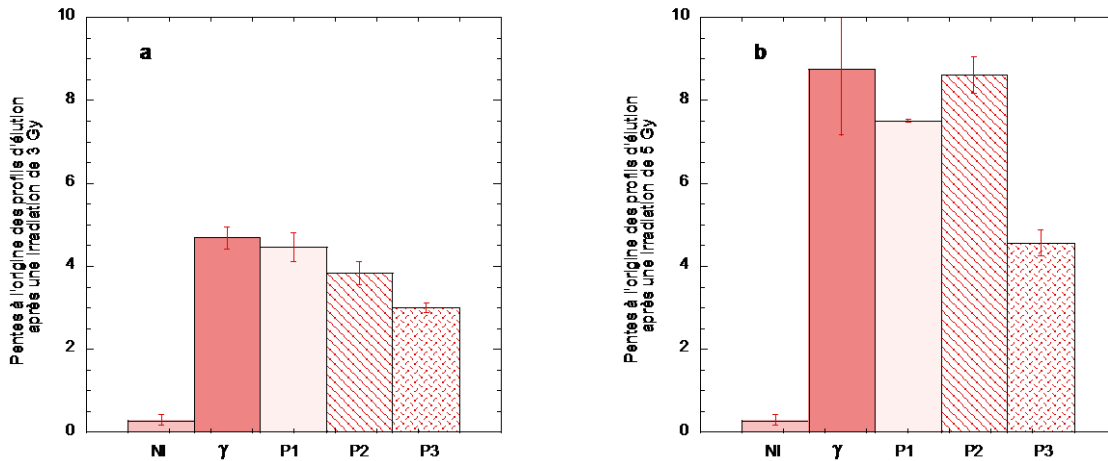 a
10
8
6
4
2
0
Pentes à l'origine des profils d'élution
après une irradiation de 3 Gy
NI γ P1 P2 P3
b
10
8
6
4
2
0
Pentes à l'origine des profils d'élution
après une irradiation de 5 Gy
NI γ P1 P2 P3